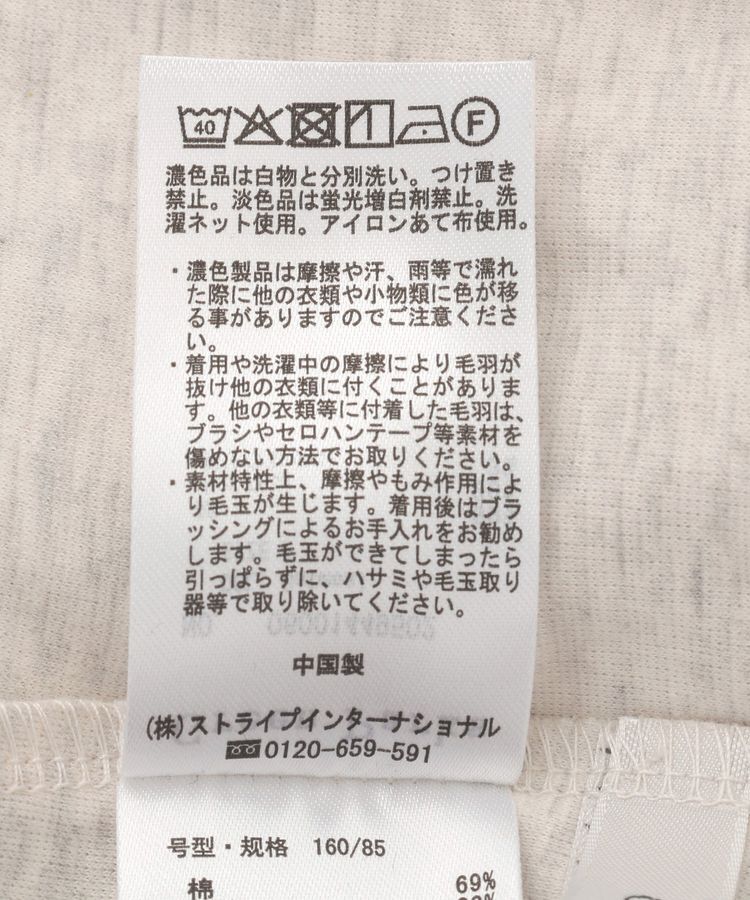 40 F
濃色品は白物と分別洗い。つけ置き
禁止。淡色品は蛍光増白剤禁止。洗
濯ネット使用。アイロンあて布使用。
・濃色製品は摩擦や汗、雨等で濡れ
た際に他の衣類や小物類に色が移
る事がありますのでご注意くださ
い。
・着用や洗濯中の摩擦により毛羽が
抜け他の衣類に付くことがありま
す。他の衣類等に付着した毛羽は、
ブラシやセロハンテープ等素材を
傷めない方法でお取りください。
・素材特性上、摩擦やもみ作用によ
り毛玉が生じます。着用後はブラ
ッシングによるお手入れをお勧め
します。毛玉ができてしまったら
引っぱらずに、ハサミや毛玉取り
器等で取り除いてください。
中国製
(株)ストライプインターナショナル
0120-659-591
号型・规格 160/85
棉 69%